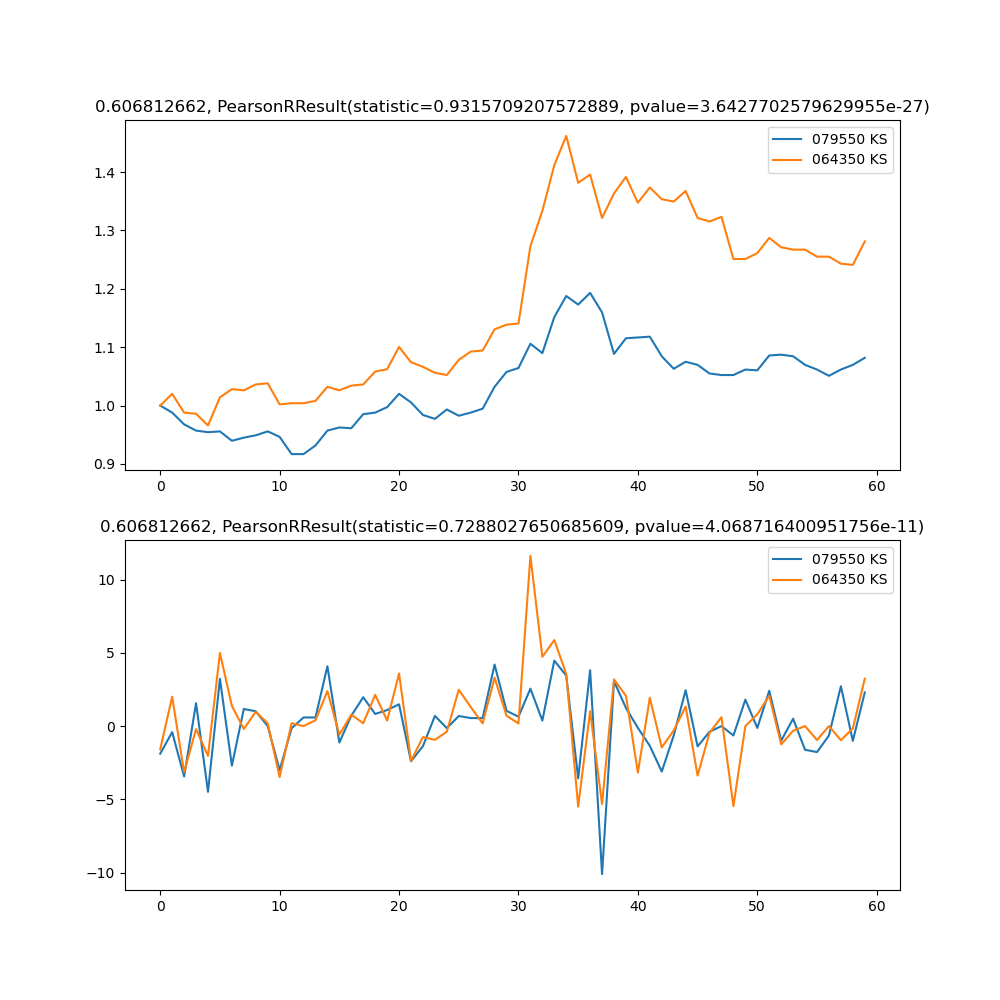 0.606812662, PearsonRResult(statistic=0.9315709207572889, pvalue=3.6427702579629955e-27)
079550 KS
064350 KS
1.4
1.3
1.2
1.1
1.0
0.9
0 10 20 30 40 50 60
0.606812662, PearsonRResult(statistic=0.7288027650685609, pvalue=4.068716400951756e-11)
079550 KS
064350 KS
10
5
0
−5
−10
0 10 20 30 40 50 60